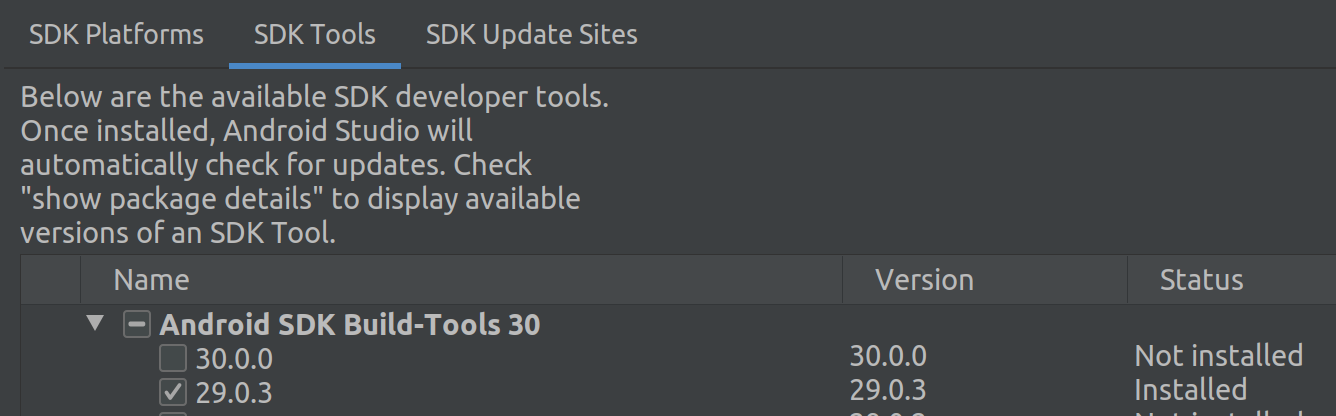 SDK Platforms SDK Tools SDK Update Sites
Below are the available SDK developer tools.
Once installed, Android Studio will
automatically check for updates. Check
"show package details" to display available
versions of an SDK Tool.
Name Version Status
Android SDK Build-Tools 30
30.0.0 30.0.0 Not installed
29.0.3 29.0.3 Installed